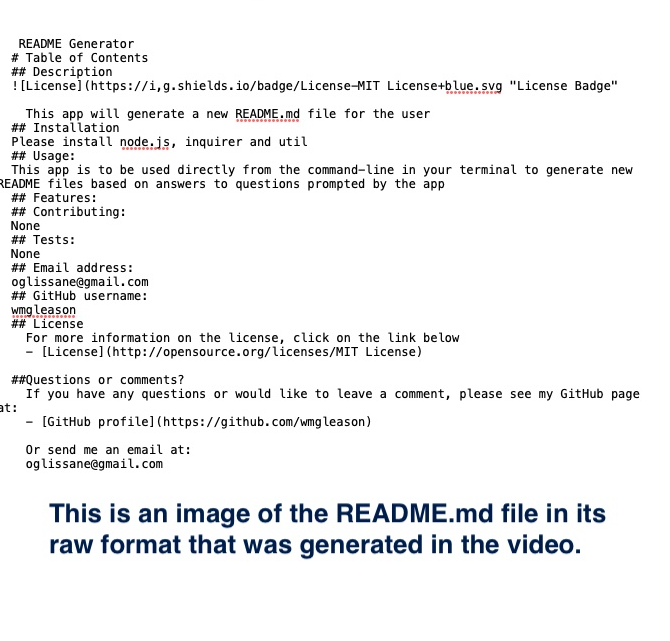 README Generator
# Table of Contents
## Description
![License](https://i,g.shields.io/badge/License-MIT License+blue.svg "License Badge"
This app will generate a new README.md file for the user
## Installation
Please install node.js, inquirer and util
## Usage:
This app is to be used directly from the command-line in your terminal to generate new
README files based on answers to questions prompted by the app
## Features:
## Contributing:
None
## Tests:
None
## Email address:
oglissane@gmail.com
## GitHub username:
wmgleason
## License
For more information on the license, click on the link below
- [License](http://opensource.org/licenses/MIT License)
##Questions or comments?
If you have any questions or would like to leave a comment, please see my GitHub page
at:
- [GitHub profile](https://github.com/wmgleason)
Or send me an email at:
oglissane@gmail.com
This is an image of the README.md file in its
raw format that was generated in the video.